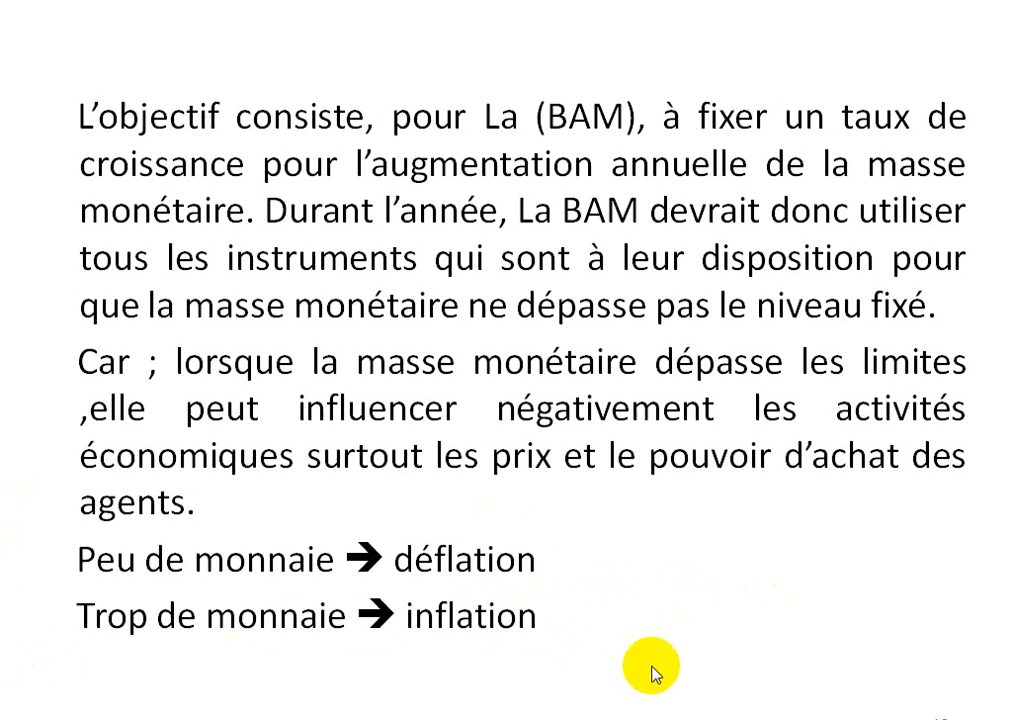 L’objectif consiste, pour La (BAM), à fixer un taux de
croissance pour l’augmentation annuelle de la masse
monétaire. Durant l’année, La BAM devrait donc utiliser
tous les instruments qui sont à leur disposition pour
que la masse monétaire ne dépasse pas le niveau fixé.
Car ; lorsque la masse monétaire dépasse les limites
,elle peut influencer négativement les activités
économiques surtout les prix et le pouvoir d’achat des
agents.
Peu de monnaie ➔ déflation
Trop de monnaie ➔ inflation